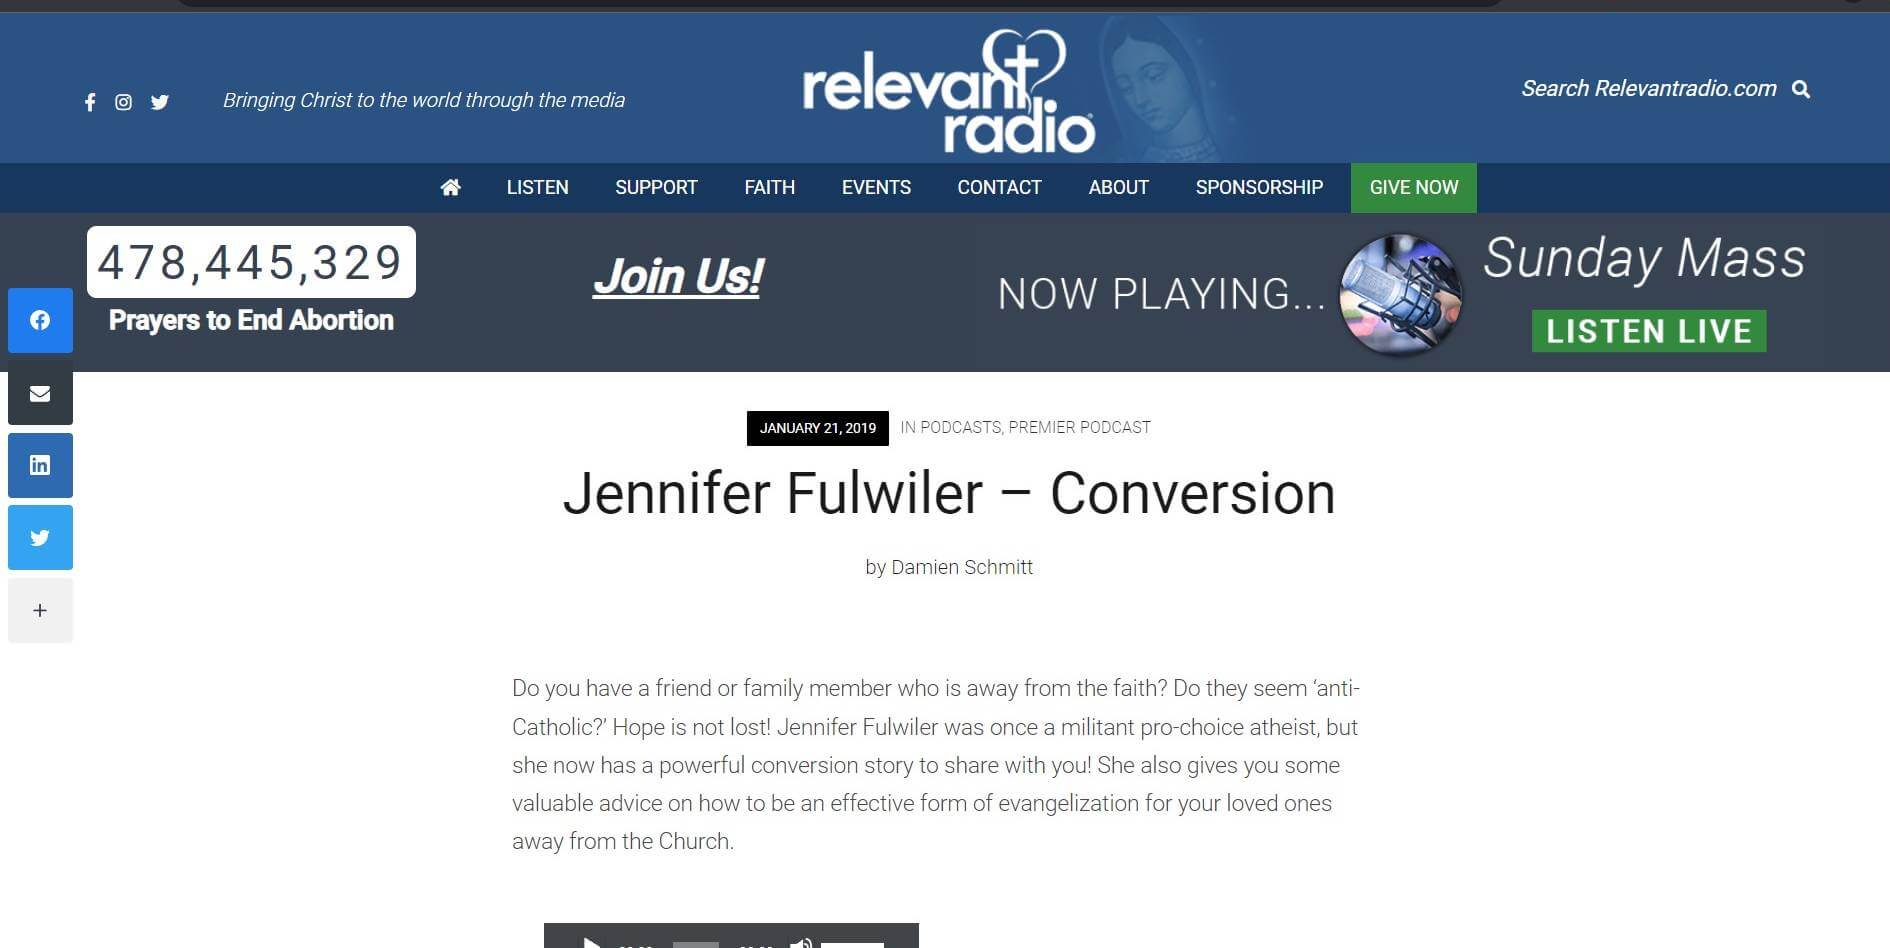 Bringing Christ to the world through the media
relevant
radio
Search Relevantradio.com
LISTEN SUPPORT FAITH EVENTS CONTACT ABOUT SPONSORSHIP GIVE NOW
478,445,329
Prayers to End Abortion
Join Us!
NOW PLAYING...
Sunday Mass
LISTEN LIVE
JANUARY 21, 2019 IN PODCASTS, PREMIER PODCAST
Jennifer Fulwiler – Conversion
by Damien Schmitt
Do you have a friend or family member who is away from the faith? Do they seem ‘anti-
Catholic?’ Hope is not lost! Jennifer Fulwiler was once a militant pro-choice atheist, but
she now has a powerful conversion story to share with you! She also gives you some
valuable advice on how to be an effective form of evangelization for your loved ones
away from the Church.